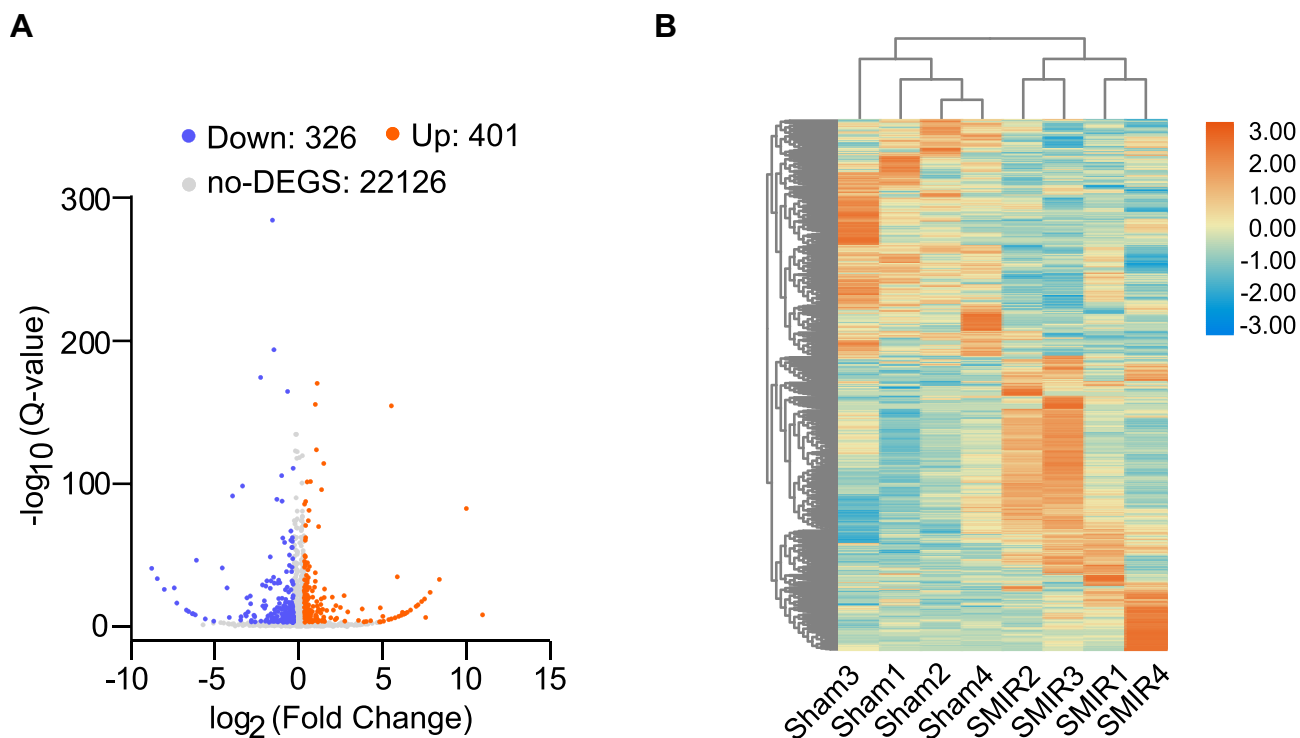 A
Down: 326
Up: 401
no-DEGS: 22126
300
200
100
0
-log10 (Q-value)
-10
-5
0
5
10
15
log2 (Fold Change)
B
3.00
2.00
1.00
0.00
-1.00
-2.00
-3.00
Sham3
Sham1
Sham2
Sham4
SMIR2
SMIR3
SMIR1
SMIR4